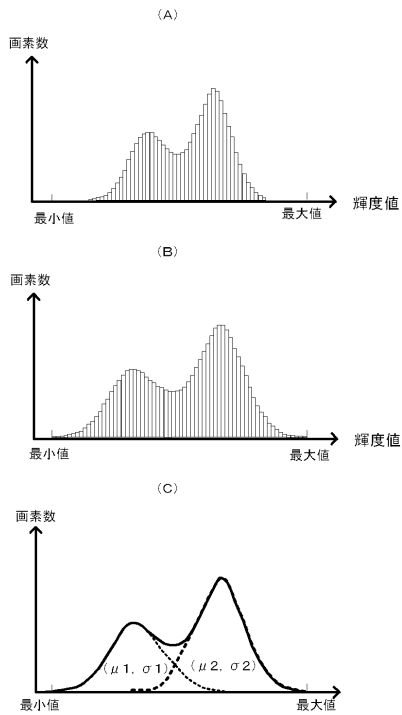 （A）
画素数
最小値
最大値
輝度値
（B）
画素数
最小値
最大値
輝度値
（C）
画素数
(μ1, σ1)
(μ2, σ2)
最小値
最大値